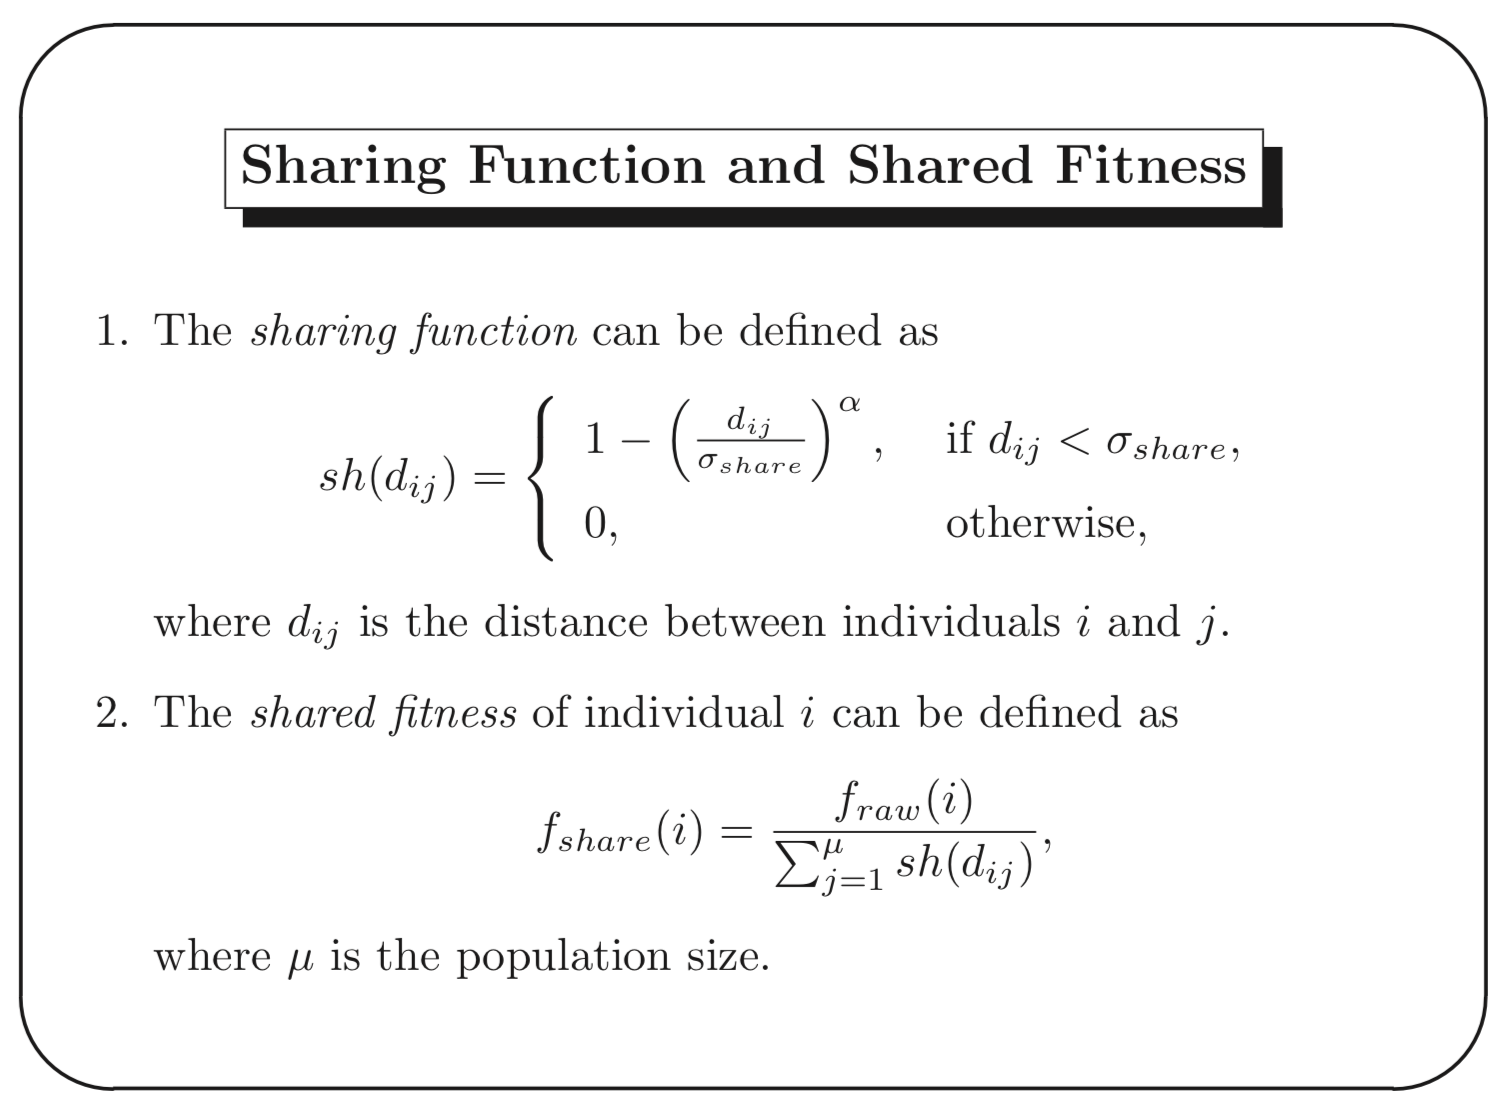 Sharing Function and Shared Fitness
1. The sharing function can be defined as
$$sh(d_{ij}) = \begin{cases} 1 - \left(\frac{d_{ij}}{\sigma_{share}}\right)^{\alpha}, & \text{if } d_{ij} < \sigma_{share}, \\ 0, & \text{otherwise,} \end{cases}$$
where $d_{ij}$ is the distance between individuals $i$ and $j$.
2. The shared fitness of individual $i$ can be defined as
$$f_{share}(i) = \frac{f_{raw}(i)}{\sum_{j=1}^{\mu} sh(d_{ij})},$$
where $\mu$ is the population size.